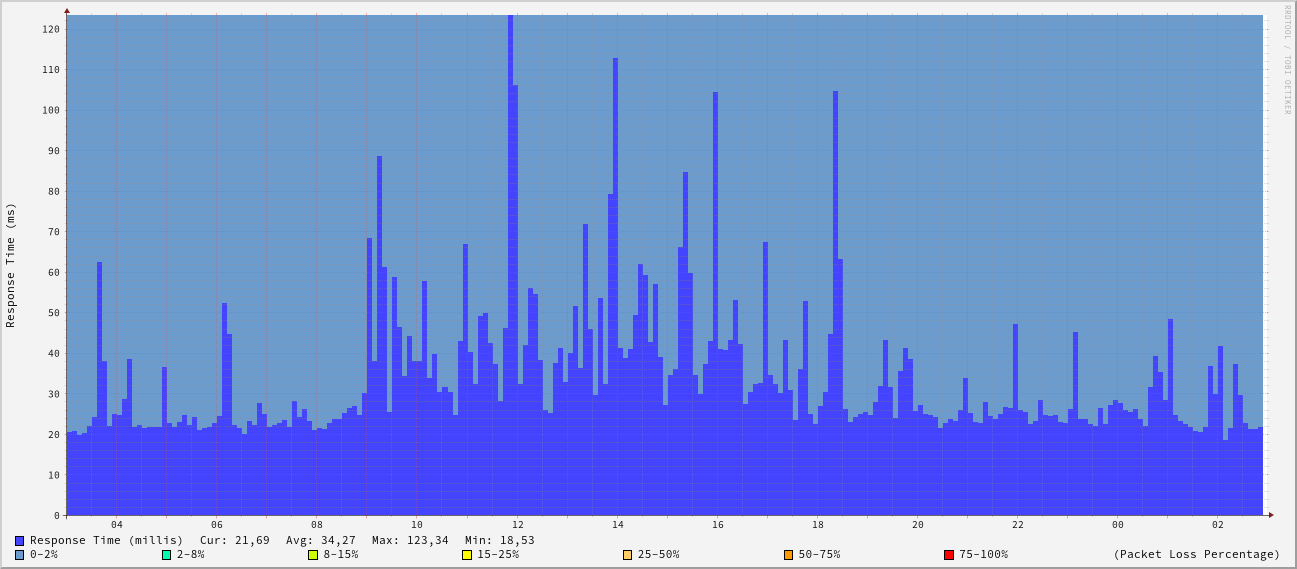 RRDTOOL / TOBI OETIKER
Response Time (ms)
120
110
100
90
80
70
60
50
40
30
20
10
0
04 06 08 10 12 14 16 18 20 22 00 02
Response Time (millis) Cur: 21,69 Avg: 34,27 Max: 123,34 Min: 18,53
0-2% 2-8% 8-15% 15-25% 25-50% 50-75% 75-100% (Packet Loss Percentage)